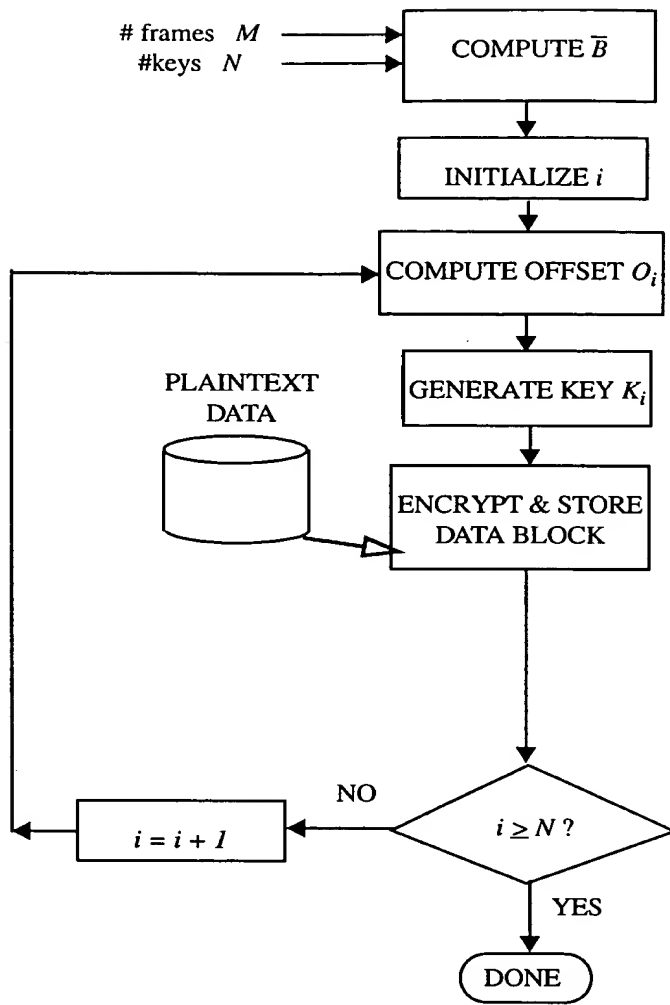 # frames M
#keys N
COMPUTE B̅
INITIALIZE i
COMPUTE OFFSET Oᵢ
GENERATE KEY Kᵢ
PLAINTEXT
DATA
ENCRYPT & STORE
DATA BLOCK
NO
i ≥ N ?
i = i + 1
YES
DONE